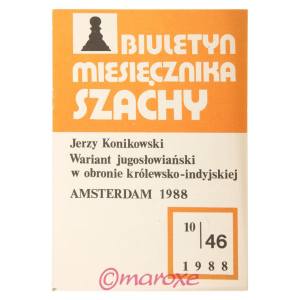 BIULETYN
MIESIĘCZNIKA
SZACHY
Jerzy Konikowski
Wariant jugosłowiański
w obronie królewsko-indyjskiej
AMSTERDAM 1988
10/46
1988
©maroxe